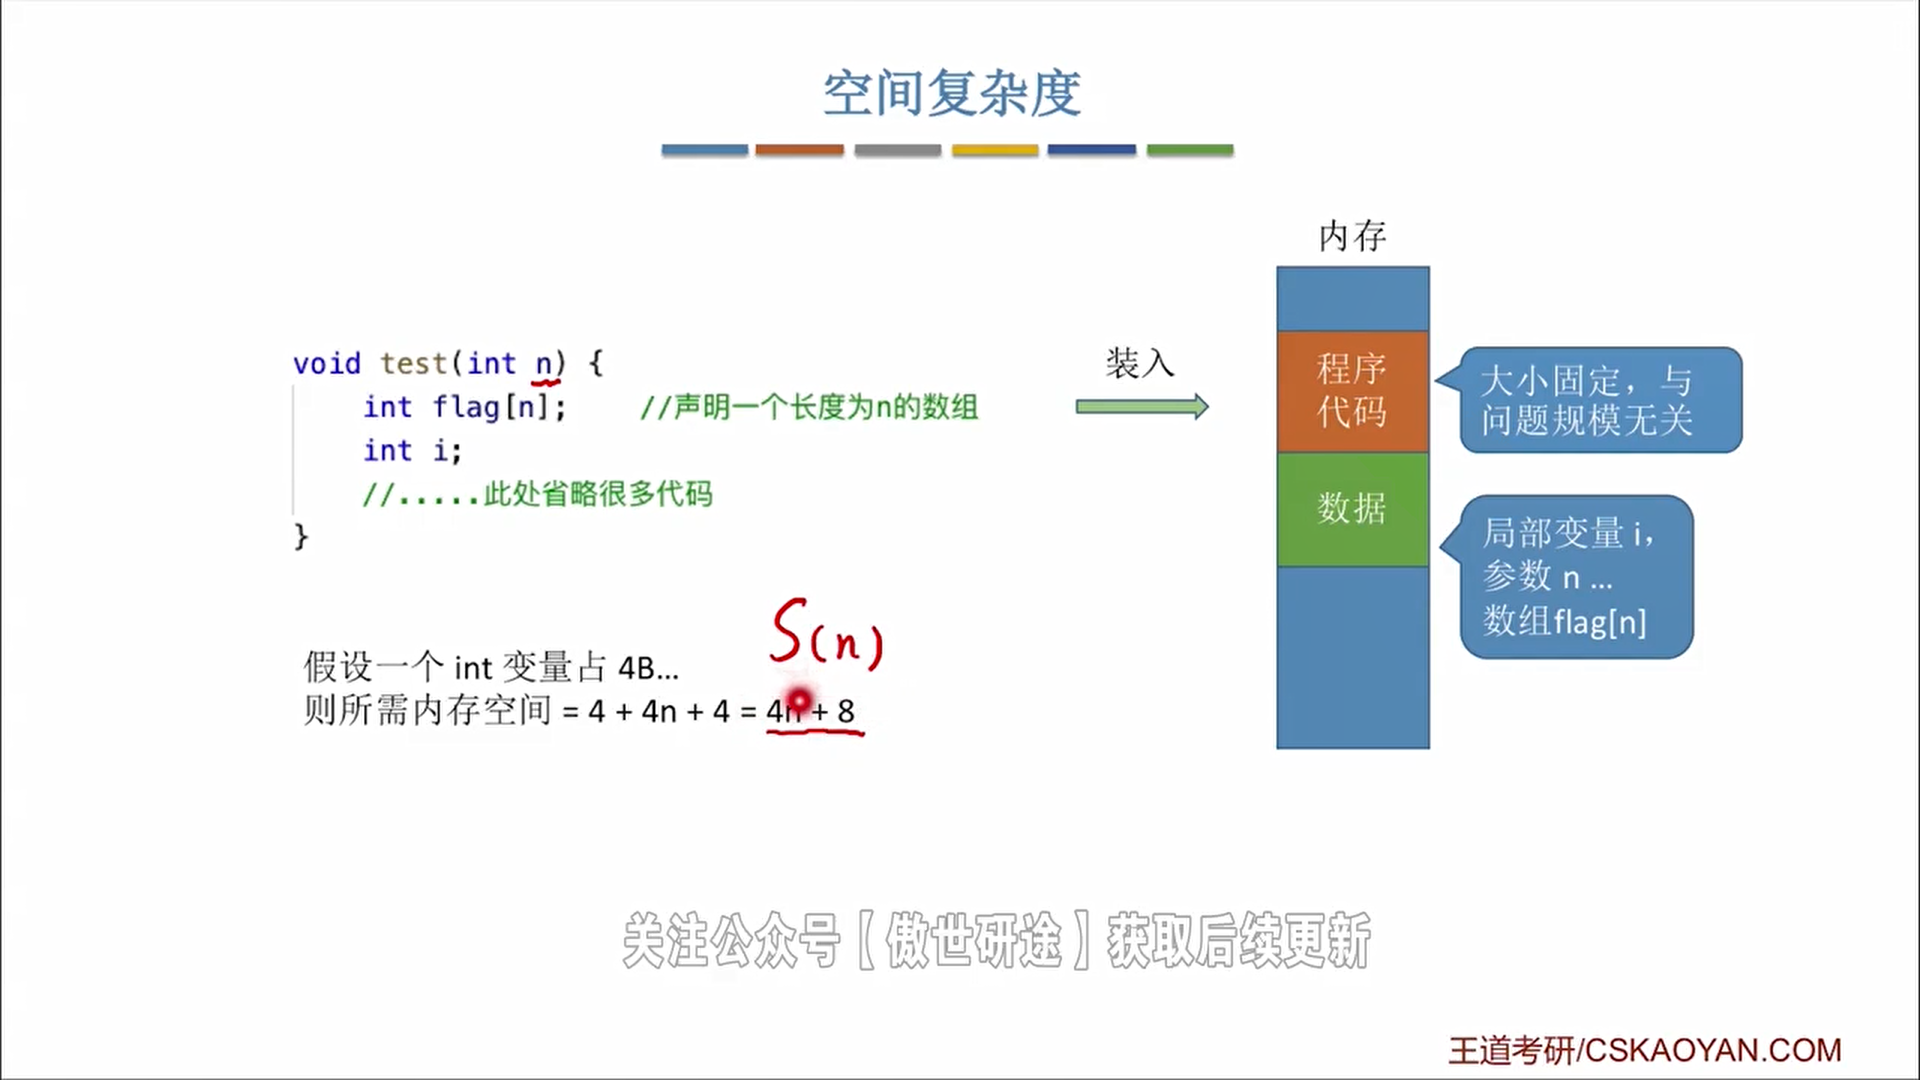 空间复杂度
void test(int n) {
int flag[n]; //声明一个长度为n的数组
int i;
//.....此处省略很多代码
}
装入
内存
程序
代码
数据
大小固定，与
问题规模无关
局部变量 i，
参数 n ...
数组flag[n]
S(n)
假设一个 int 变量占 4B...
则所需内存空间 = 4 + 4n + 4 = 4n + 8
关注公众号【傲世研途】获取后续更新
王道考研/CSKAOYAN.COM